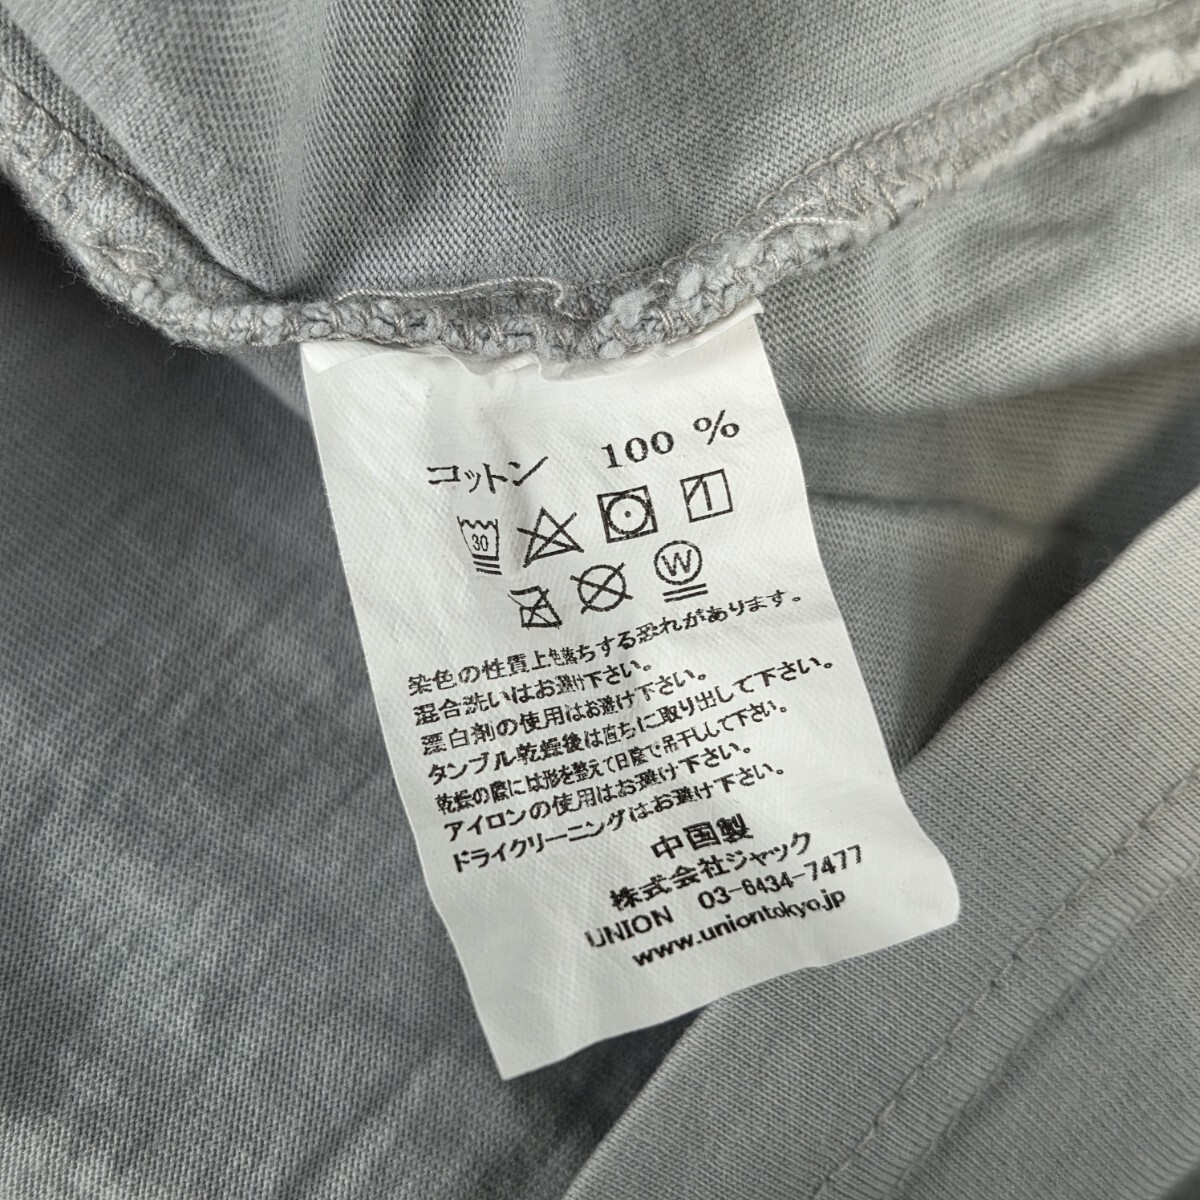 コットン 100 %
30
W
染色の性質上色落ちする恐れがあります。
混合洗いはお避け下さい。
漂白剤の使用はお避け下さい。
タンブル乾燥後は直ちに取り出して下さい。
乾燥の際には形を整えて日陰で吊干しして下さい。
アイロンの使用はお避け下さい。
ドライクリーニングはお避け下さい。
中国製
株式会社ジャック
UNION 03-6434-7477
www.uniontokyo.jp